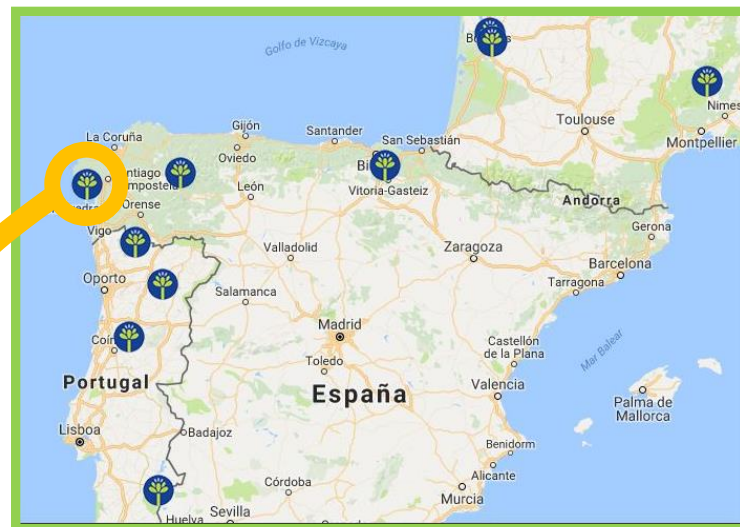 Golfo de Vizcaya
Toulouse
Nimes
Montpellier
La Coruña
Gijón
Santander
San Sebastián
Oviedo
Vitoria-Gasteiz
León
Andorra
Orense
Vigo
Gerona
Valladolid
Zaragoza
Barcelona
Oporto
Tarragona
Salamanca
Madrid
Castellón
de la Plana
Mar Balear
Toledo
Portugal
España
Valencia
Palma de
Mallorca
Lisboa
Badajoz
Benidorm
Alicante
Córdoba
Murcia
Sevilla
Huelva